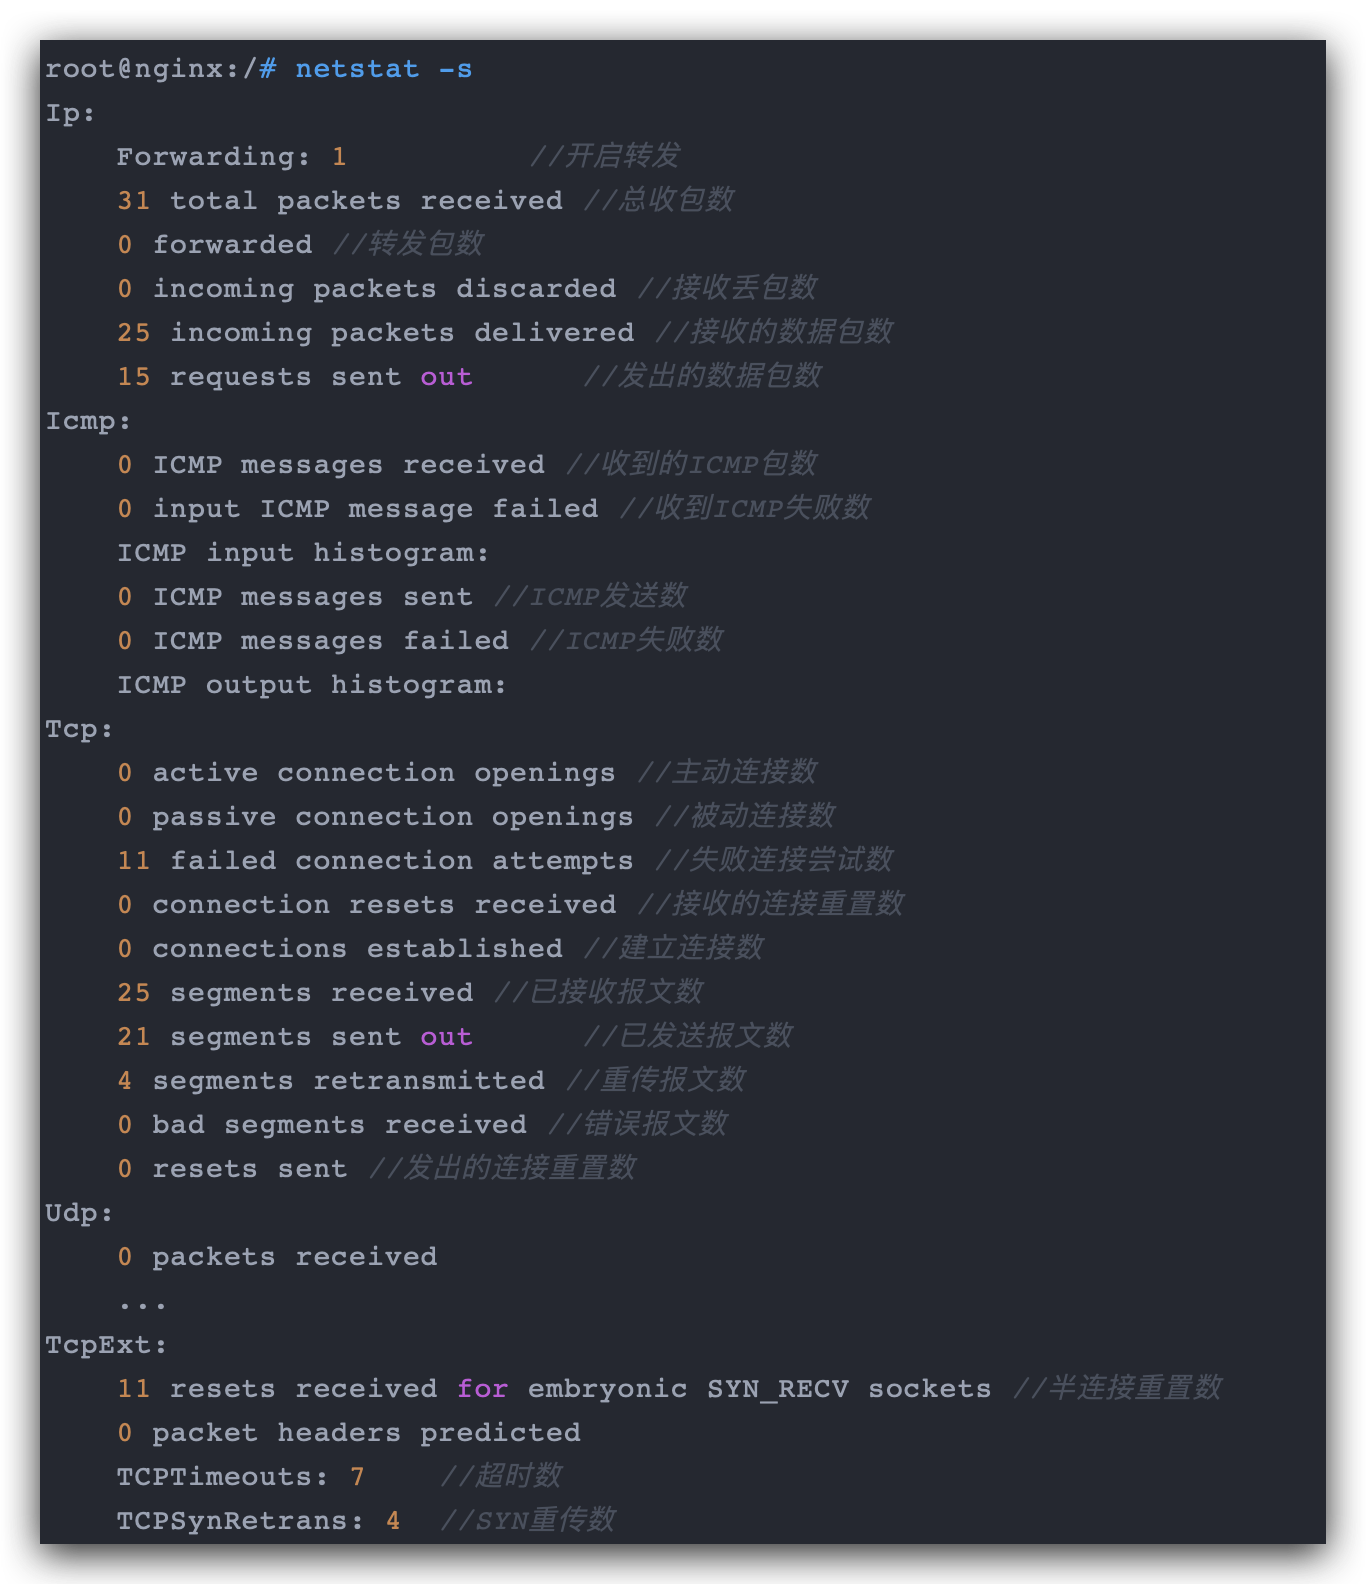 root@nginx:/# netstat -s
Ip:
    Forwarding: 1          //开启转发
    31 total packets received //总收包数
    0 forwarded //转发包数
    0 incoming packets discarded //接收丢包数
    25 incoming packets delivered //接收的数据包数
    15 requests sent out      //发出的数据包数
Icmp:
    0 ICMP messages received //收到的ICMP包数
    0 input ICMP message failed //收到ICMP失败数
    ICMP input histogram:
    0 ICMP messages sent //ICMP发送数
    0 ICMP messages failed //ICMP失败数
    ICMP output histogram:
Tcp:
    0 active connection openings //主动连接数
    0 passive connection openings //被动连接数
    11 failed connection attempts //失败连接尝试数
    0 connection resets received //接收的连接重置数
    0 connections established //建立连接数
    25 segments received //已接收报文数
    21 segments sent out      //已发送报文数
    4 segments retransmitted //重传报文数
    0 bad segments received //错误报文数
    0 resets sent //发出的连接重置数
Udp:
    0 packets received
    ...
TcpExt:
    11 resets received for embryonic SYN_RECV sockets //半连接重置数
    0 packet headers predicted
    TCPTimeouts: 7    //超时数
    TCPSynRetrans: 4  //SYN重传数